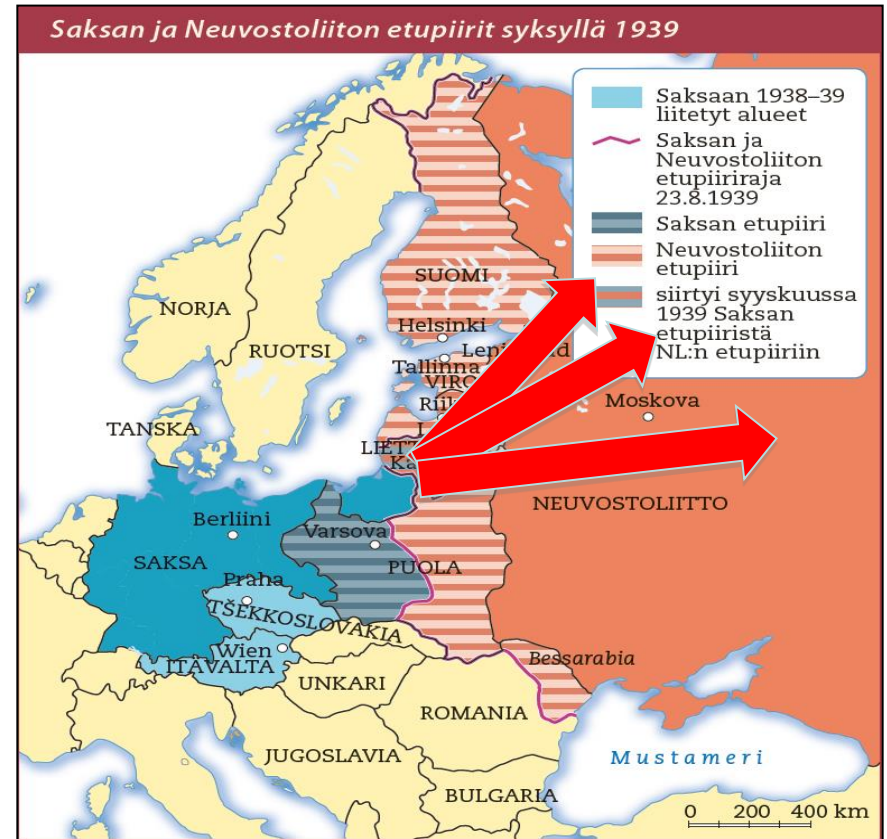 Saksan ja Neuvostoliiton etupiirit syksyllä 1939
Saksaan 1938–39
liitetyt alueet
Saksan ja
Neuvostoliiton
etupiiriraja
23.8.1939
Saksan etupiiri
Neuvostoliiton
etupiiri
siirtyi syyskuussa
1939 Saksan
etupiiristä
NL:n etupiiriin
SUOMI
NORJA
Helsinki
RUOTSI
Tallinna
Moskova
TANSKA
NEUVOSTOLIITTO
Berliini
Varsova
SAKSA
PUOLA
Praha
TŠEKKOSLOVAKIA
Wien
ITÄVALTA
Bessarabia
UNKARI
ROMANIA
JUGOSLAVIA
Mustameri
BULGARIA
0 200 400 km